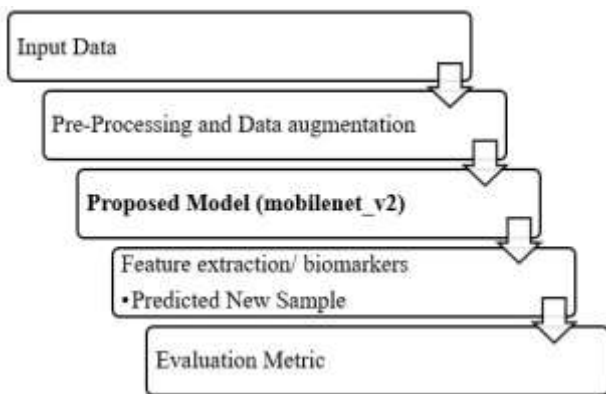 Input Data
Pre-Processing and Data augmentation
Proposed Model (mobilenet_v2)
Feature extraction/ biomarkers
•Predicted New Sample
Evaluation Metric